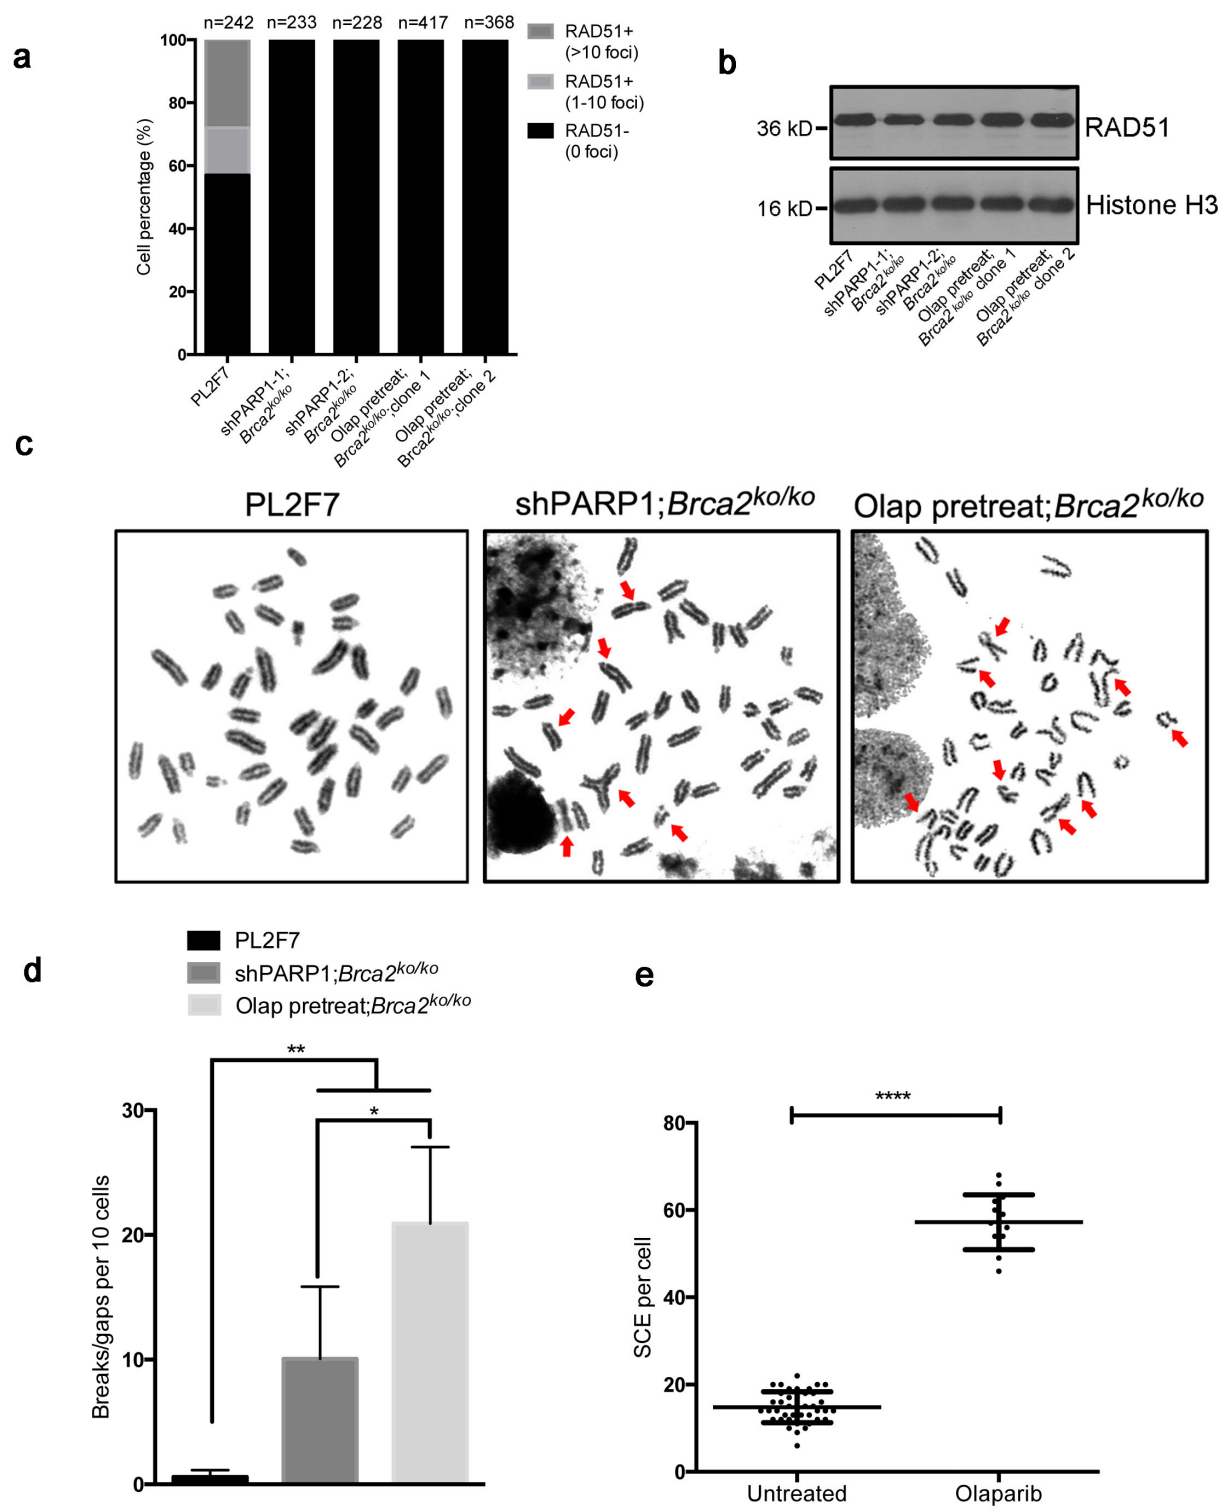 a
n=242 n=233 n=228 n=417 n=368
100
80
60
40
20
0
Cell percentage (%)
RAD51+
(>10 foci)
RAD51+
(1-10 foci)
RAD51-
(0 foci)
PL2F7
shPARP1-1;
Brca2ko/ko
shPARP1-2;
Brca2ko/ko
Olap pretreat;
Brca2ko/ko;clone 1
Olap pretreat;
Brca2ko/ko;clone 2
b
36 kD
RAD51
16 kD
Histone H3
PL2F7
shPARP1-1;
Brca2ko/ko
shPARP1-2;
Brca2ko/ko
Olap pretreat;
Brca2ko/ko clone 1
Olap pretreat;
Brca2ko/ko clone 2
c
PL2F7
shPARP1;Brca2ko/ko
Olap pretreat;Brca2ko/ko
d
PL2F7
shPARP1;Brca2ko/ko
Olap pretreat;Brca2ko/ko
**
*
30
20
10
0
Breaks/gaps per 10 cells
e
****
80
60
40
20
0
SCE per cell
Untreated
Olaparib